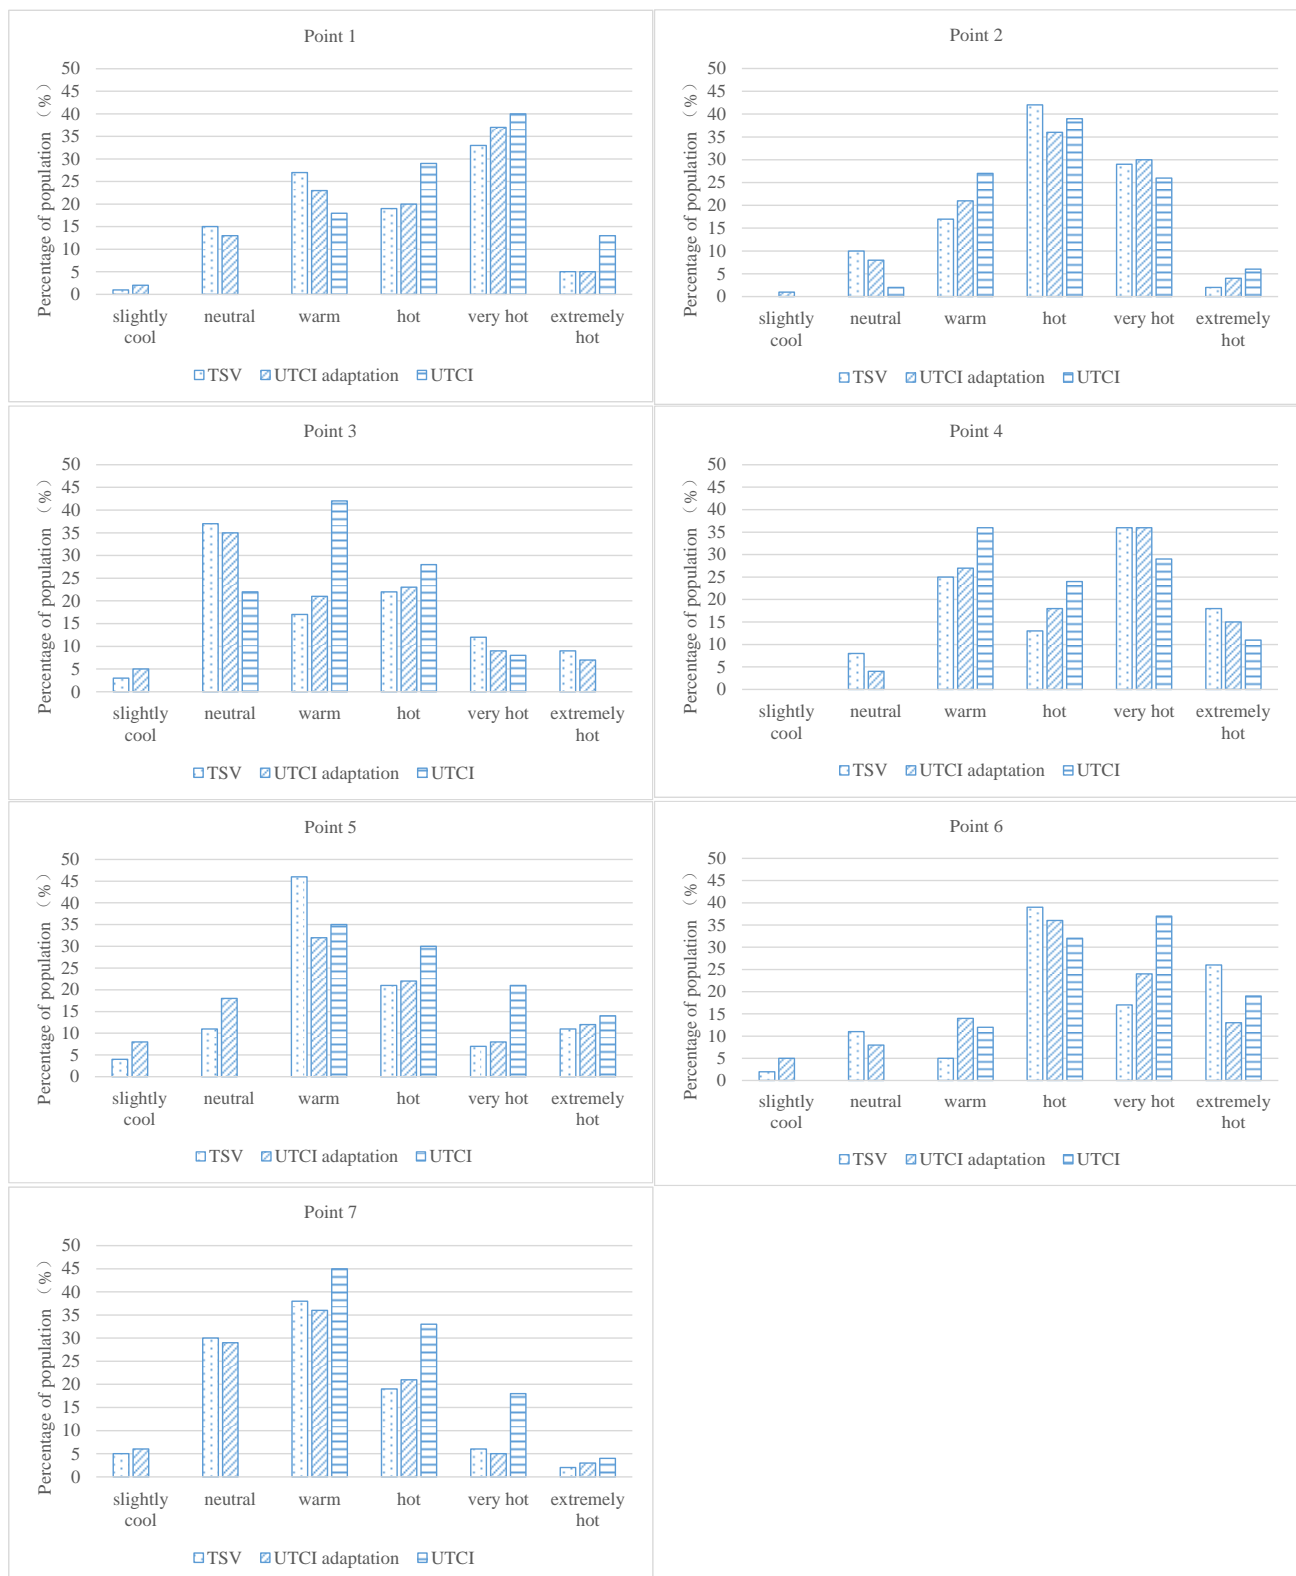 Point 1
Percentage of population（%）
50
45
40
35
30
25
20
15
10
5
0
slightly cool
neutral
warm
hot
very hot
extremely hot
TSV UTCI adaptation UTCI
Point 2
Percentage of population（%）
50
45
40
35
30
25
20
15
10
5
0
slightly cool
neutral
warm
hot
very hot
extremely hot
TSV UTCI adaptation UTCI
Point 3
Percentage of population（%）
50
45
40
35
30
25
20
15
10
5
0
slightly cool
neutral
warm
hot
very hot
extremely hot
TSV UTCI adaptation UTCI
Point 4
Percentage of population（%）
50
45
40
35
30
25
20
15
10
5
0
slightly cool
neutral
warm
hot
very hot
extremely hot
TSV UTCI adaptation UTCI
Point 5
Percentage of population（%）
50
45
40
35
30
25
20
15
10
5
0
slightly cool
neutral
warm
hot
very hot
extremely hot
TSV UTCI adaptation UTCI
Point 6
Percentage of population（%）
50
45
40
35
30
25
20
15
10
5
0
slightly cool
neutral
warm
hot
very hot
extremely hot
TSV UTCI adaptation UTCI
Point 7
Percentage of population（%）
50
45
40
35
30
25
20
15
10
5
0
slightly cool
neutral
warm
hot
very hot
extremely hot
TSV UTCI adaptation UTCI